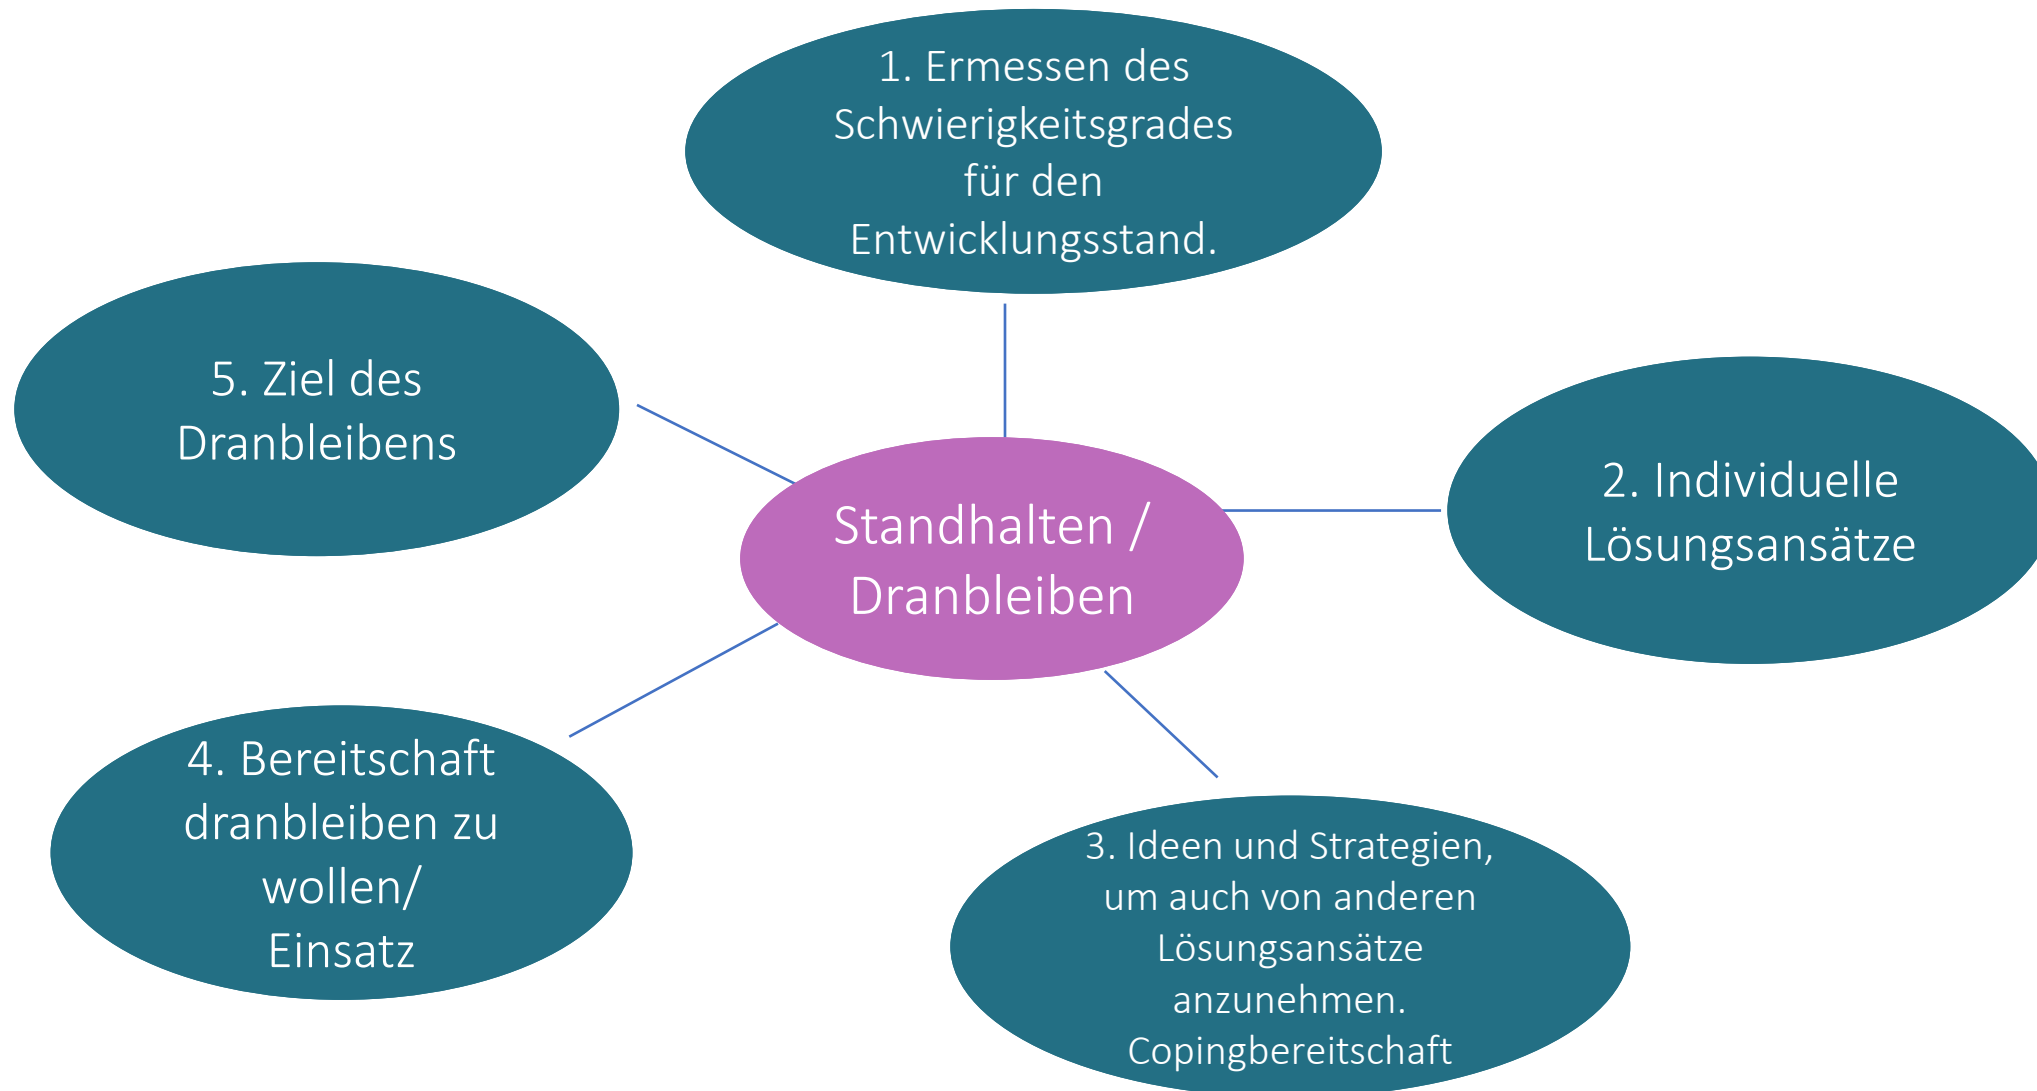 1. Ermessen des
Schwierigkeitsgrades
für den
Entwicklungsstand.
5. Ziel des
Dranbleibens
2. Individuelle
Lösungsansätze
Standhalten /
Dranbleiben
4. Bereitschaft
dranbleiben zu
wollen/
Einsatz
3. Ideen und Strategien,
um auch von anderen
Lösungsansätze
anzunehmen.
Copingbereitschaft